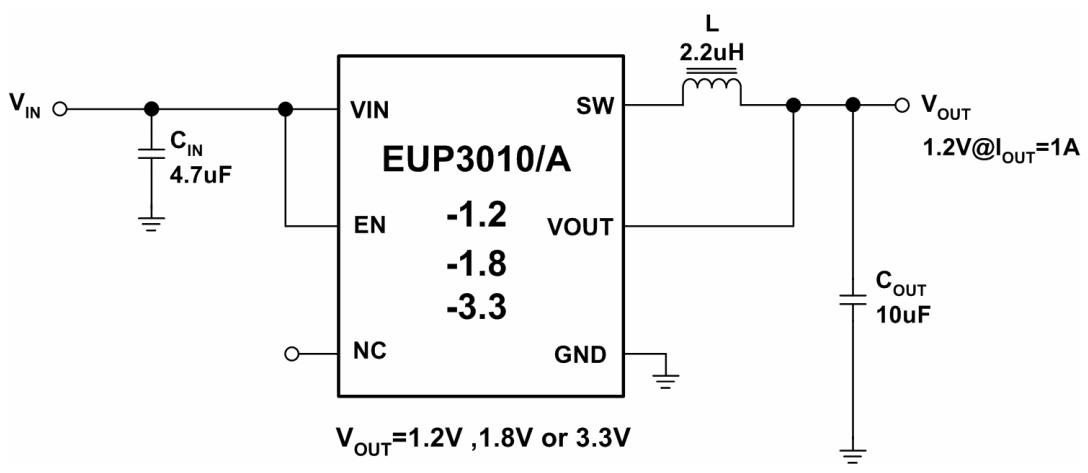 L
2.2uH
VIN
VIN
SW
VOUT
CIN
4.7uF
EUP3010/A
1.2V@IOUT=1A
-1.2
EN
VOUT
-1.8
-3.3
COUT
10uF
NC
GND
VOUT=1.2V ,1.8V or 3.3V